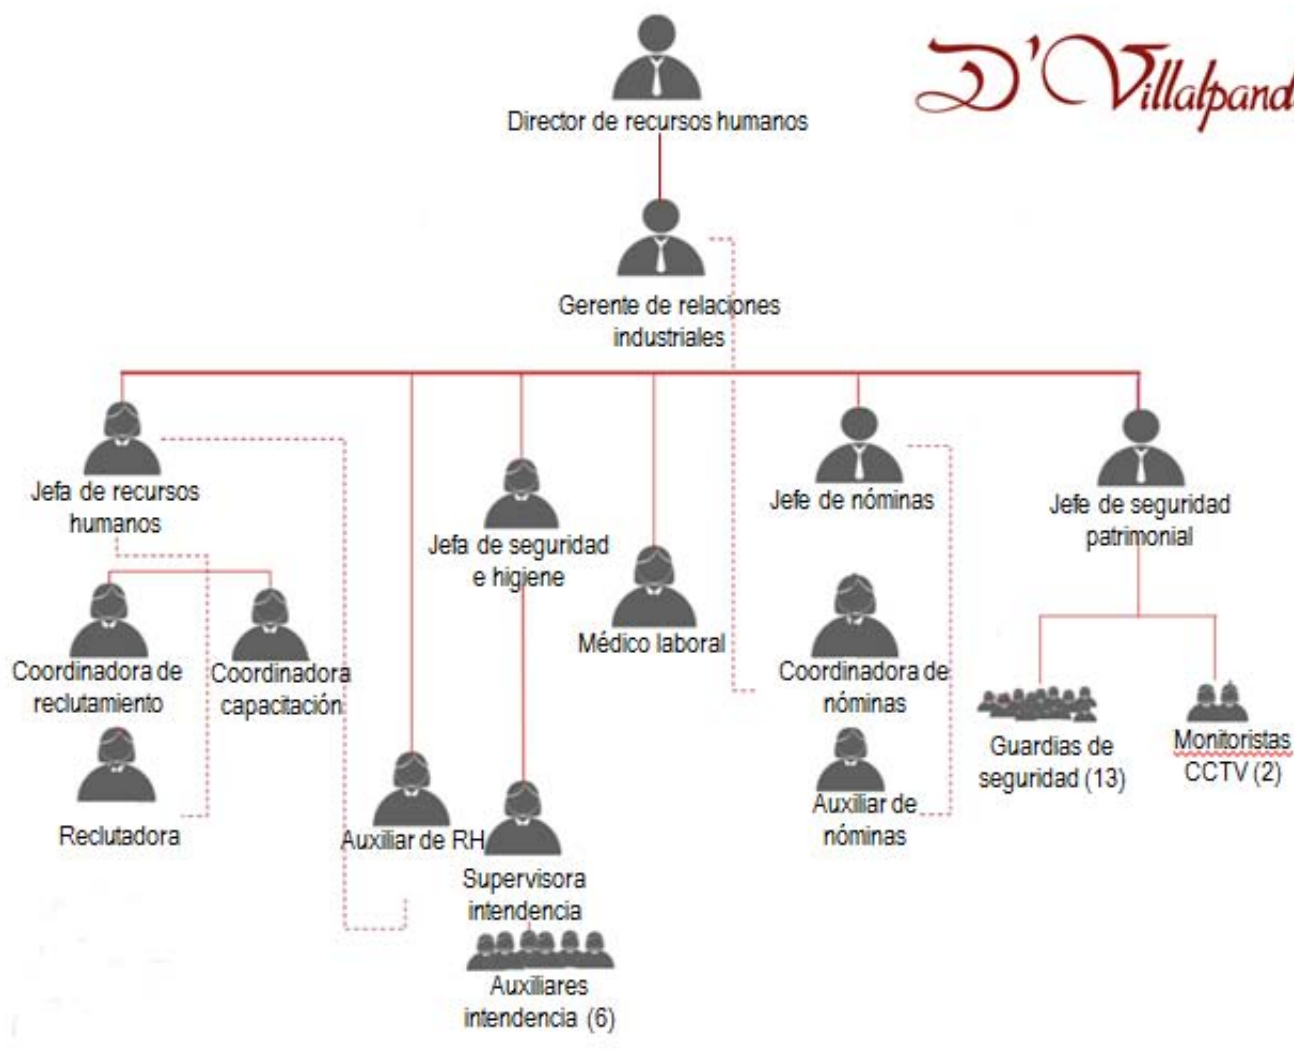 D'Villalpand
Director de recursos humanos
Gerente de relaciones
industriales
Jefa de recursos
humanos
Jefa de seguridad
e higiene
Médico laboral
Jefe de nóminas
Jefe de seguridad
patrimonial
Coordinadora de
reclutamiento
Coordinadora
capacitación
Coordinadora de
nóminas
Guardias de
seguridad (13)
Monitoristas
CCTV (2)
Reclutadora
Auxiliar de RH
Supervisora
intendencia
Auxiliar de
nóminas
Auxiliares
intendencia (6)